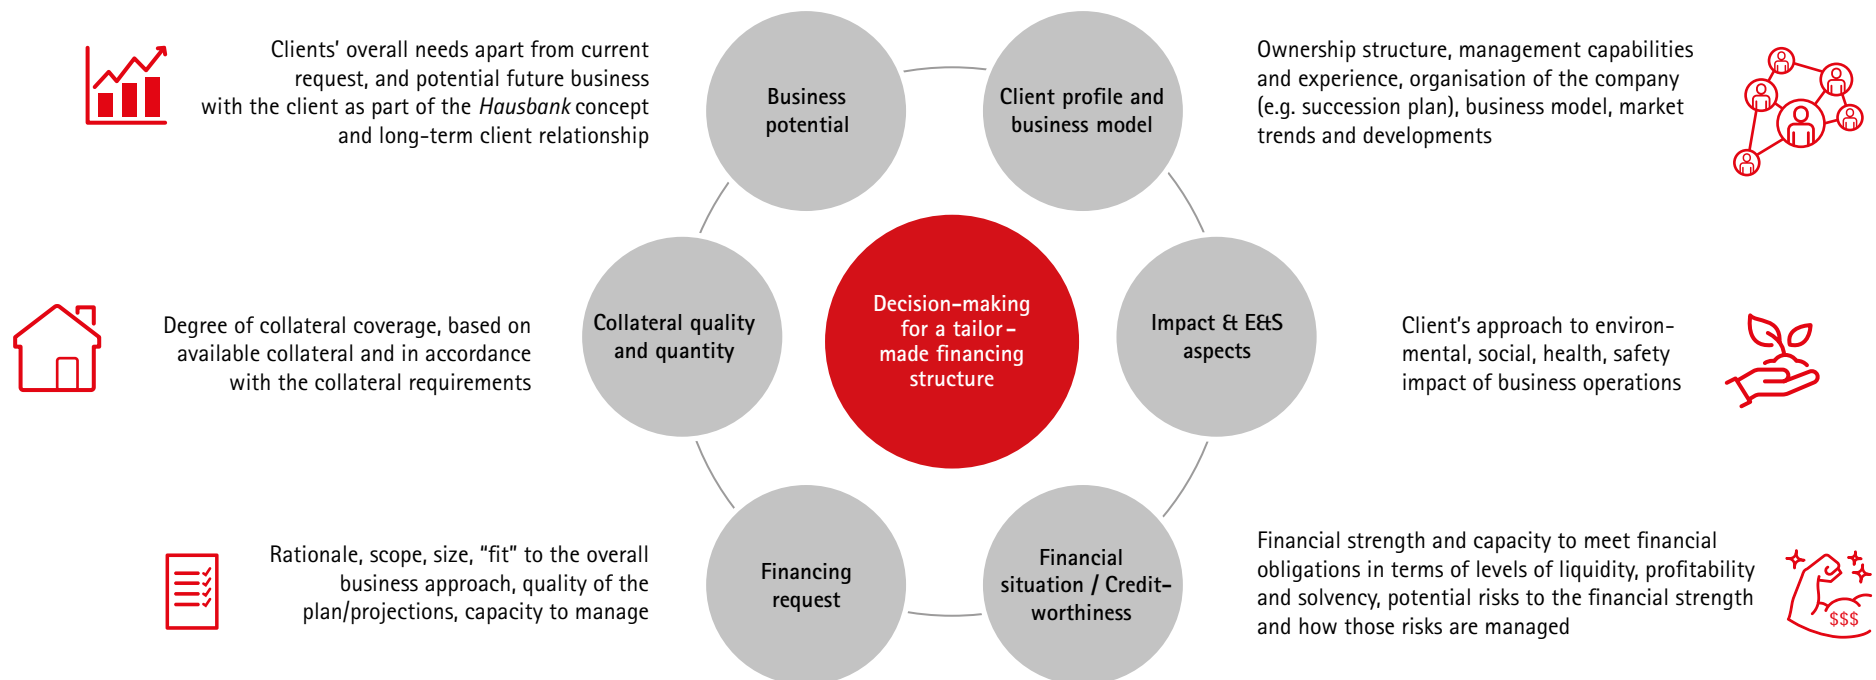 Clients’ overall needs apart from current
request, and potential future business
with the client as part of the Hausbank concept
and long-term client relationship
Business
potential
Client profile and
business model
Ownership structure, management capabilities
and experience, organisation of the company
(e.g. succession plan), business model, market
trends and developments
Degree of collateral coverage, based on
available collateral and in accordance
with the collateral requirements
Collateral quality
and quantity
Decision-making
for a tailor-
made financing
structure
Impact & E&S
aspects
Client’s approach to environ-
mental, social, health, safety
impact of business operations
Rationale, scope, size, “fit” to the overall
business approach, quality of the
plan/projections, capacity to manage
Financing
request
Financial
situation / Credit-
worthiness
Financial strength and capacity to meet financial
obligations in terms of levels of liquidity, profitability
and solvency, potential risks to the financial strength
and how those risks are managed
$$$